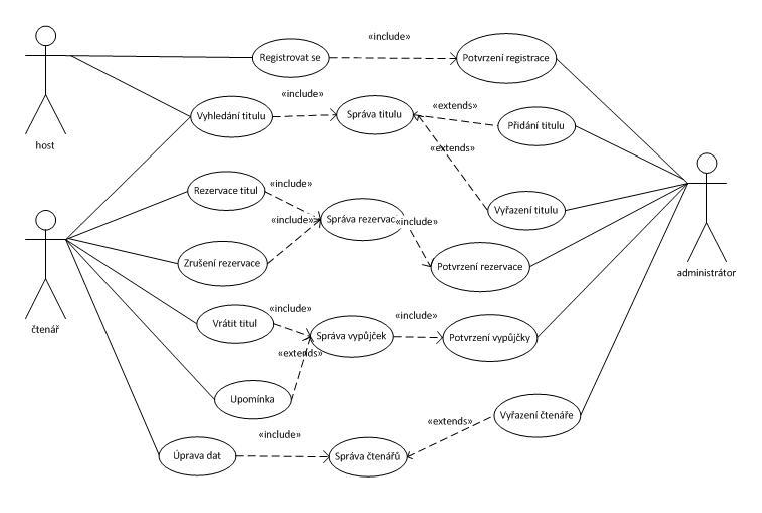 «include»
Registrovat se
Potvrzení registrace
«include»
«extends»
Vyhledání titulu
Správa titulu
Přidání titulu
host
«extends»
administrátor
«include»
Rezervace titul
Vyřazení titulu
«include»
Správa rezervac
«include»
Zrušení rezervace
Potvrzení rezervace
čtenář
«include»
«include»
Vrátit titul
Správa vypůjček
Potvrzení vypůjčky
«extends»
Upomínka
Vyřazení čtenáře
«extends»
«include»
Úprava dat
Správa čtenářů